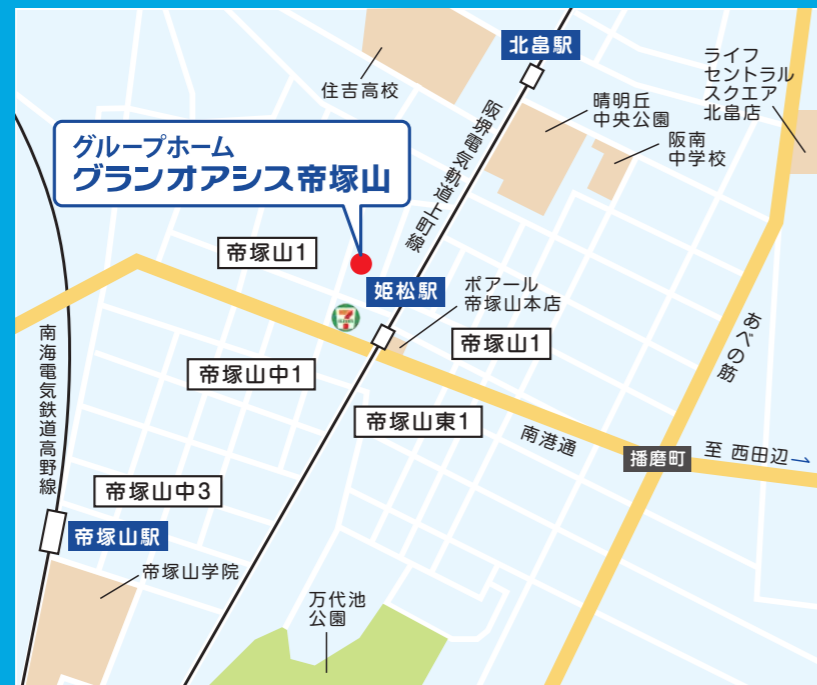 北畠駅
ライフ
セントラル
スクエア
北畠店
住吉高校
晴明丘
中央公園
阪南
中学校
阪堺電気軌道上町線
グループホーム
グランオアシス帝塚山
帝塚山1
姫松駅
ポアール
帝塚山本店
帝塚山1
あべの筋
南海電気鉄道高野線
帝塚山中1
帝塚山東1
南港通
播磨町
至 西田辺→
帝塚山中3
帝塚山駅
帝塚山学院
万代池
公園